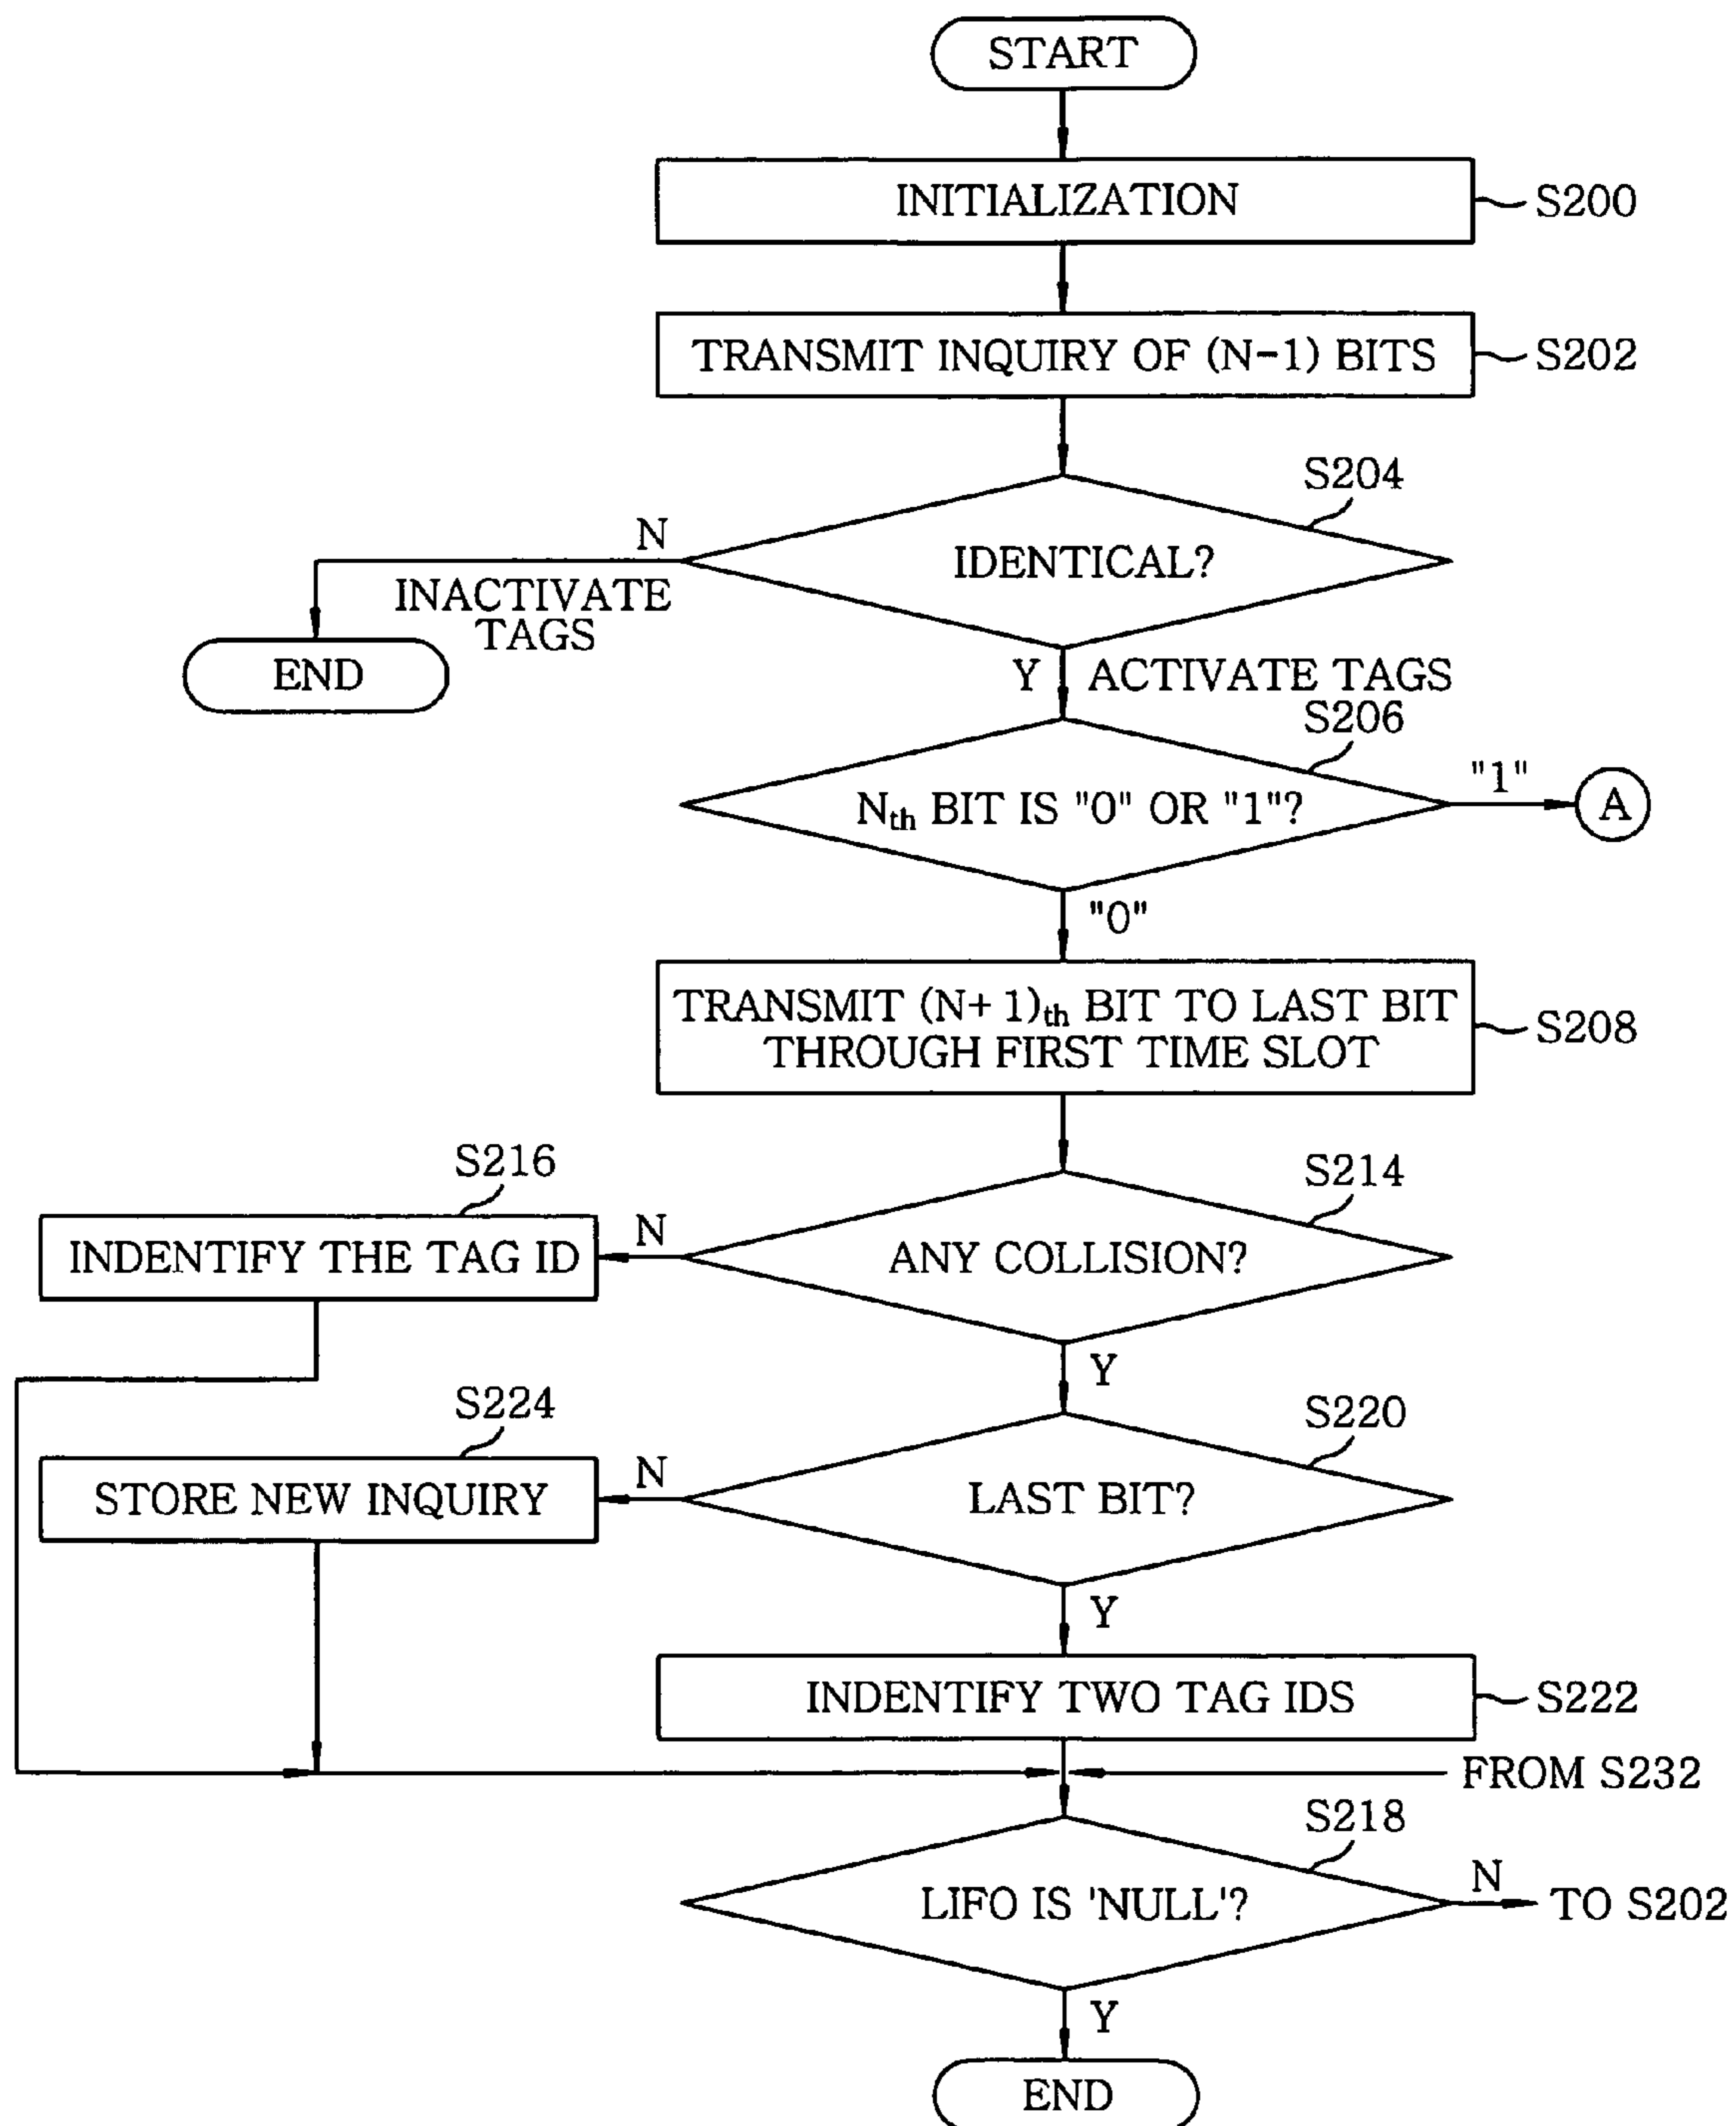 START
INITIALIZATION
S200
TRANSMIT INQUIRY OF (N-1) BITS
S202
S204
IDENTICAL?
N
INACTIVATE
TAGS
END
Y
ACTIVATE TAGS
S206
Nth BIT IS "0" OR "1"?
"1"
A
"0"
TRANSMIT (N+1)th BIT TO LAST BIT
THROUGH FIRST TIME SLOT
S208
S216
S214
INDENTIFY THE TAG ID
N
ANY COLLISION?
Y
S224
S220
STORE NEW INQUIRY
N
LAST BIT?
Y
INDENTIFY TWO TAG IDS
S222
FROM S232
S218
LIFO IS 'NULL'?
N
TO S202
Y
END